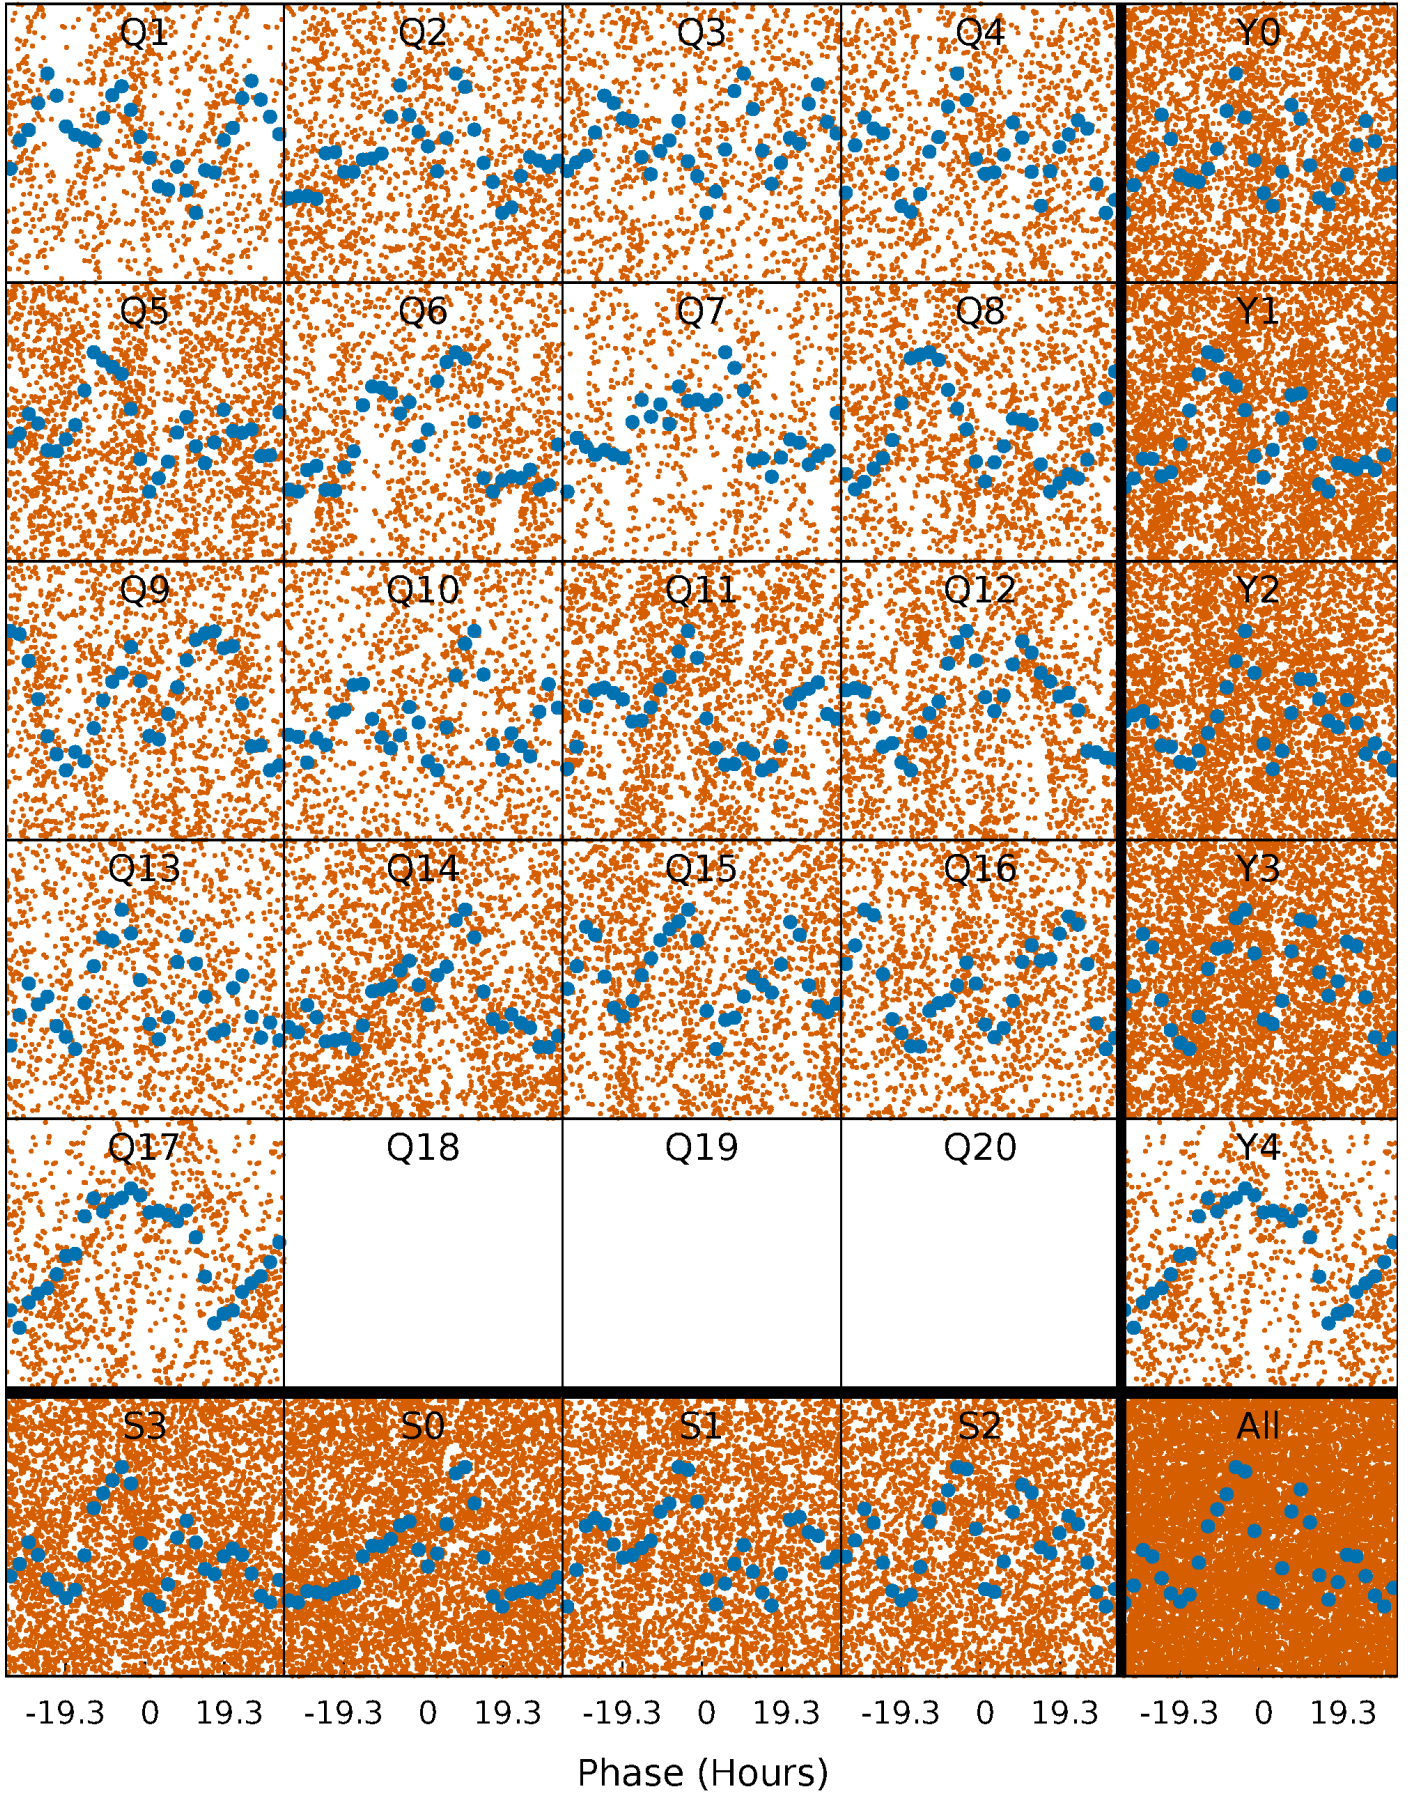 Q1 Q2 Q3 Q4 Y0
Q5 Q6 Q7 Q8 Y1
Q9 Q10 Q11 Q12 Y2
Q13 Q14 Q15 Q16 Y3
Q17 Q18 Q19 Q20 Y4
S3 S0 S1 S2 All
-19.3 0 19.3 -19.3 0 19.3 -19.3 0 19.3 -19.3 0 19.3 -19.3 0 19.3
Phase (Hours)